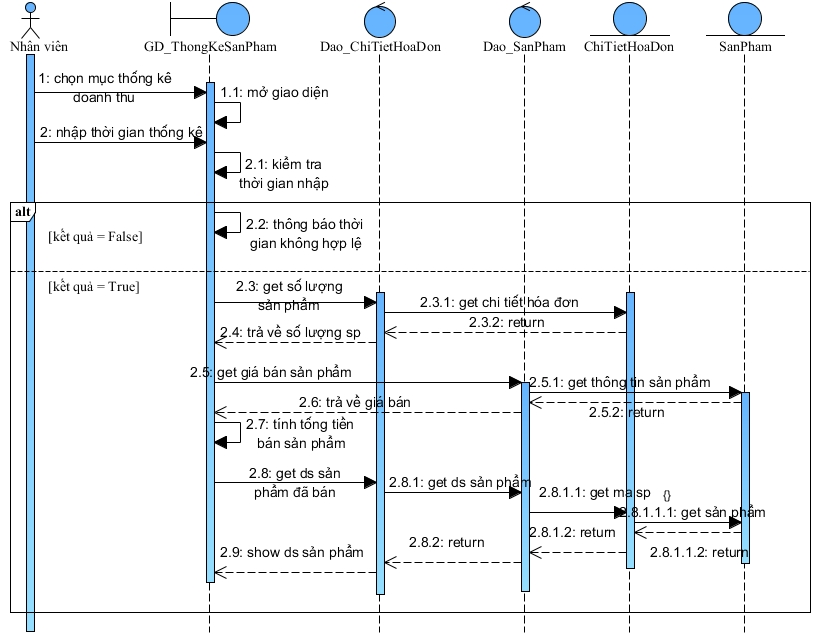 Nhân viên
GD_ThongKeSanPham
Dao_ChiTietHoaDon
Dao_SanPham
ChiTietHoaDon
SanPham
1: chọn mục thống kê
doanh thu
1.1: mở giao diện
2: nhập thời gian thống kê
2.1: kiểm tra
thời gian nhập
alt
[kết quả = False]
2.2: thông báo thời
gian không hợp lệ
[kết quả = True]
2.3: get số lượng
sản phẩm
2.3.1: get chi tiết hóa đơn
2.3.2: return
2.4: trả về số lượng sp
2.5: get giá bán sản phẩm
2.5.1: get thông tin sản phẩm
2.6: trả về giá bán
2.5.2: return
2.7: tính tổng tiền
bán sản phẩm
2.8: get ds sản
phẩm đã bán
2.8.1: get ds sản phẩm
2.8.1.1: get ma sp {}
2.8.1.1.1: get sản phẩm
2.8.1.2: return
2.8.2: return
2.8.1.1.2: return
2.9: show ds sản phẩm